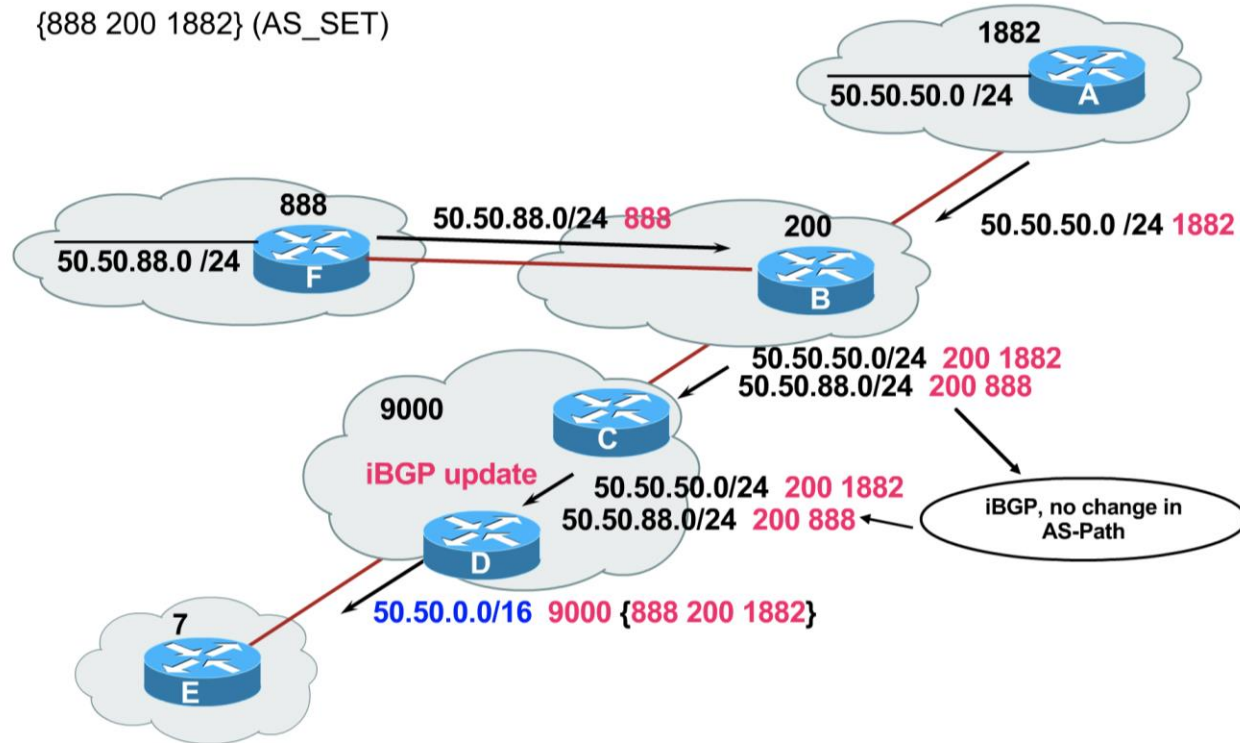 {888 200 1882} (AS_SET)
1882
50.50.50.0 /24
A
888
50.50.88.0/24 888
200
50.50.50.0 /24 1882
50.50.88.0 /24
F
B
50.50.50.0/24 200 1882
50.50.88.0/24 200 888
9000
C
iBGP update
50.50.50.0/24 200 1882
50.50.88.0/24 200 888
iBGP, no change in
AS-Path
D
50.50.0.0/16 9000 {888 200 1882}
7
E